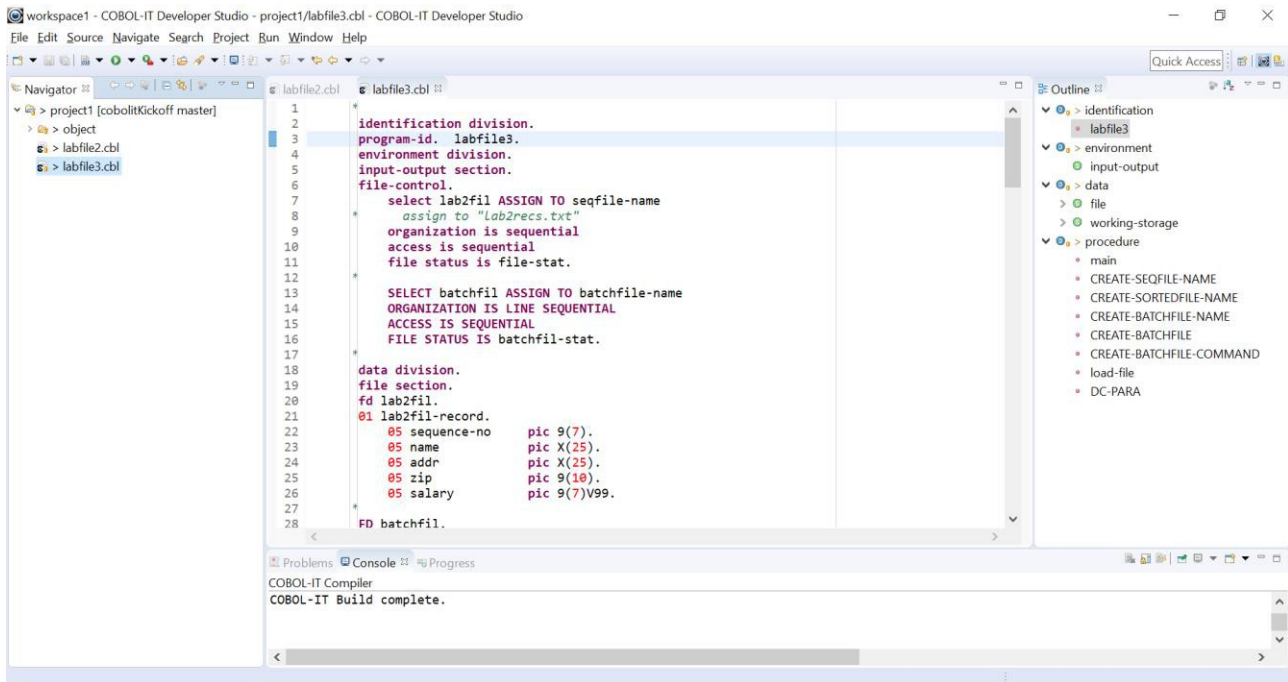 workspace1 - COBOL-IT Developer Studio - project1/labfile3.cbl - COBOL-IT Developer Studio
File Edit Source Navigate Search Project Run Window Help
Quick Access
Navigator
> project1 [cobolitKickoff master]
> object
> labfile2.cbl
> labfile3.cbl
labfile2.cbl labfile3.cbl
1 *
2 identification division.
3 program-id. labfile3.
4 environment division.
5 input-output section.
6 file-control.
7 select lab2fil ASSIGN TO seqfile-name
8 * assign to "lab2recs.txt"
9 organization is sequential
10 access is sequential
11 file status is file-stat.
12 *
13 SELECT batchfil ASSIGN TO batchfile-name
14 ORGANIZATION IS LINE SEQUENTIAL
15 ACCESS IS SEQUENTIAL
16 FILE STATUS IS batchfil-stat.
17 *
18 data division.
19 file section.
20 fd lab2fil.
21 01 lab2fil-record.
22 05 sequence-no pic 9(7).
23 05 name pic X(25).
24 05 addr pic X(25).
25 05 zip pic 9(10).
26 05 salary pic 9(7)V99.
27 *
28 FD batchfil.
Outline
> identification
labfile3
> environment
input-output
> data
> file
> working-storage
> procedure
main
CREATE-SEQFILE-NAME
CREATE-SORTEDFILE-NAME
CREATE-BATCHFILE-NAME
CREATE-BATCHFILE
CREATE-BATCHFILE-COMMAND
load-file
DC-PARA
Problems Console Progress
COBOL-IT Compiler
COBOL-IT Build complete.